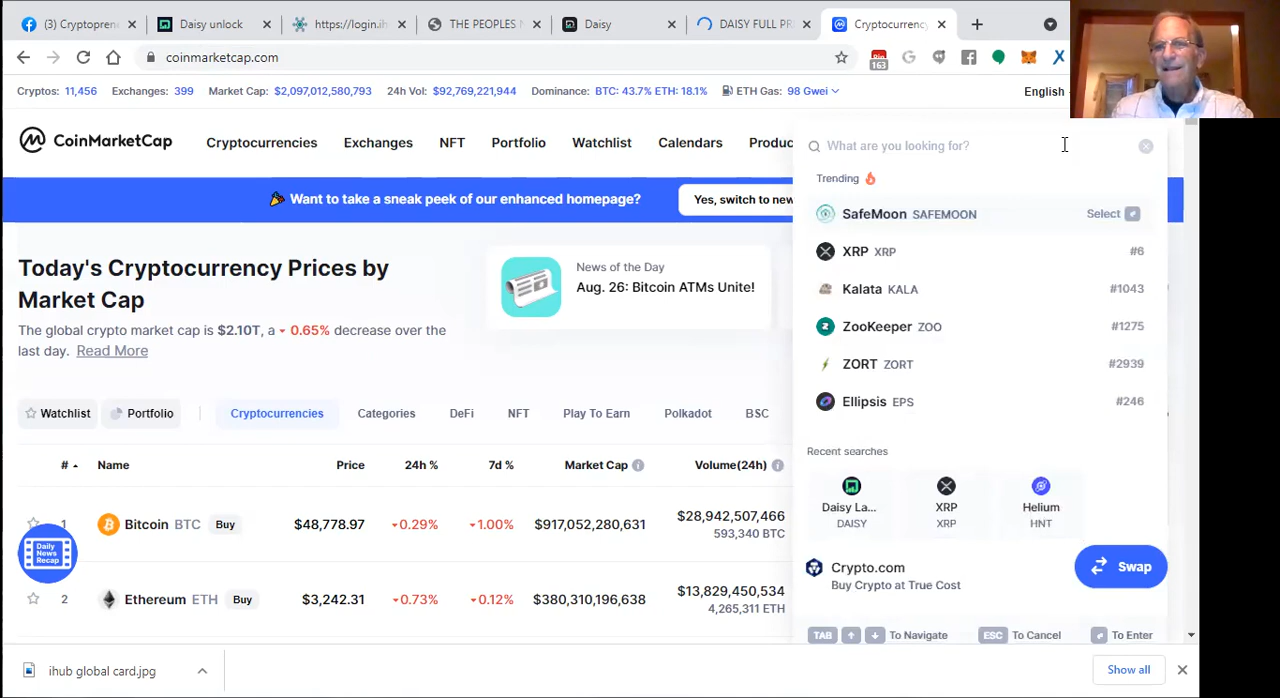 (3) Cryptopren
Daisy unlock
https://login.ih
THE PEOPLES
Daisy
DAISY FULL PR
Cryptocurrency
coinmarketcap.com
163
Cryptos: 11,456 Exchanges: 399 Market Cap: $2,097,012,580,793 24h Vol: $92,769,221,944 Dominance: BTC: 43.7% ETH: 18.1% ETH Gas: 98 Gwei English
CoinMarketCap
Cryptocurrencies Exchanges NFT Portfolio Watchlist Calendars Produc
What are you looking for?
Want to take a sneak peek of our enhanced homepage? Yes, switch to new
Today's Cryptocurrency Prices by
Market Cap
The global crypto market cap is $2.10T, a 0.65% decrease over the
last day. Read More
News of the Day
Aug. 26: Bitcoin ATMs Unite!
Watchlist Portfolio Cryptocurrencies Categories DeFi NFT Play To Earn Polkadot BSC
# Name Price 24h % 7d % Market Cap Volume(24h)
1 Bitcoin BTC Buy $48,778.97 0.29% 1.00% $917,052,280,631 $28,942,507,466
593,340 BTC
Daily
News
Recap
2 Ethereum ETH Buy $3,242.31 0.73% 0.12% $380,310,196,638 $13,829,450,534
4,265,311 ETH
Trending
SafeMoon SAFEMOON Select
XRP XRP #6
Kalata KALA #1043
ZooKeeper ZOO #1275
ZORT ZORT #2939
Ellipsis EPS #246
Recent searches
Daisy La... XRP Helium
DAISY XRP HNT
Crypto.com
Buy Crypto at True Cost
Swap
TAB To Navigate ESC To Cancel To Enter
ihub global card.jpg
Show all